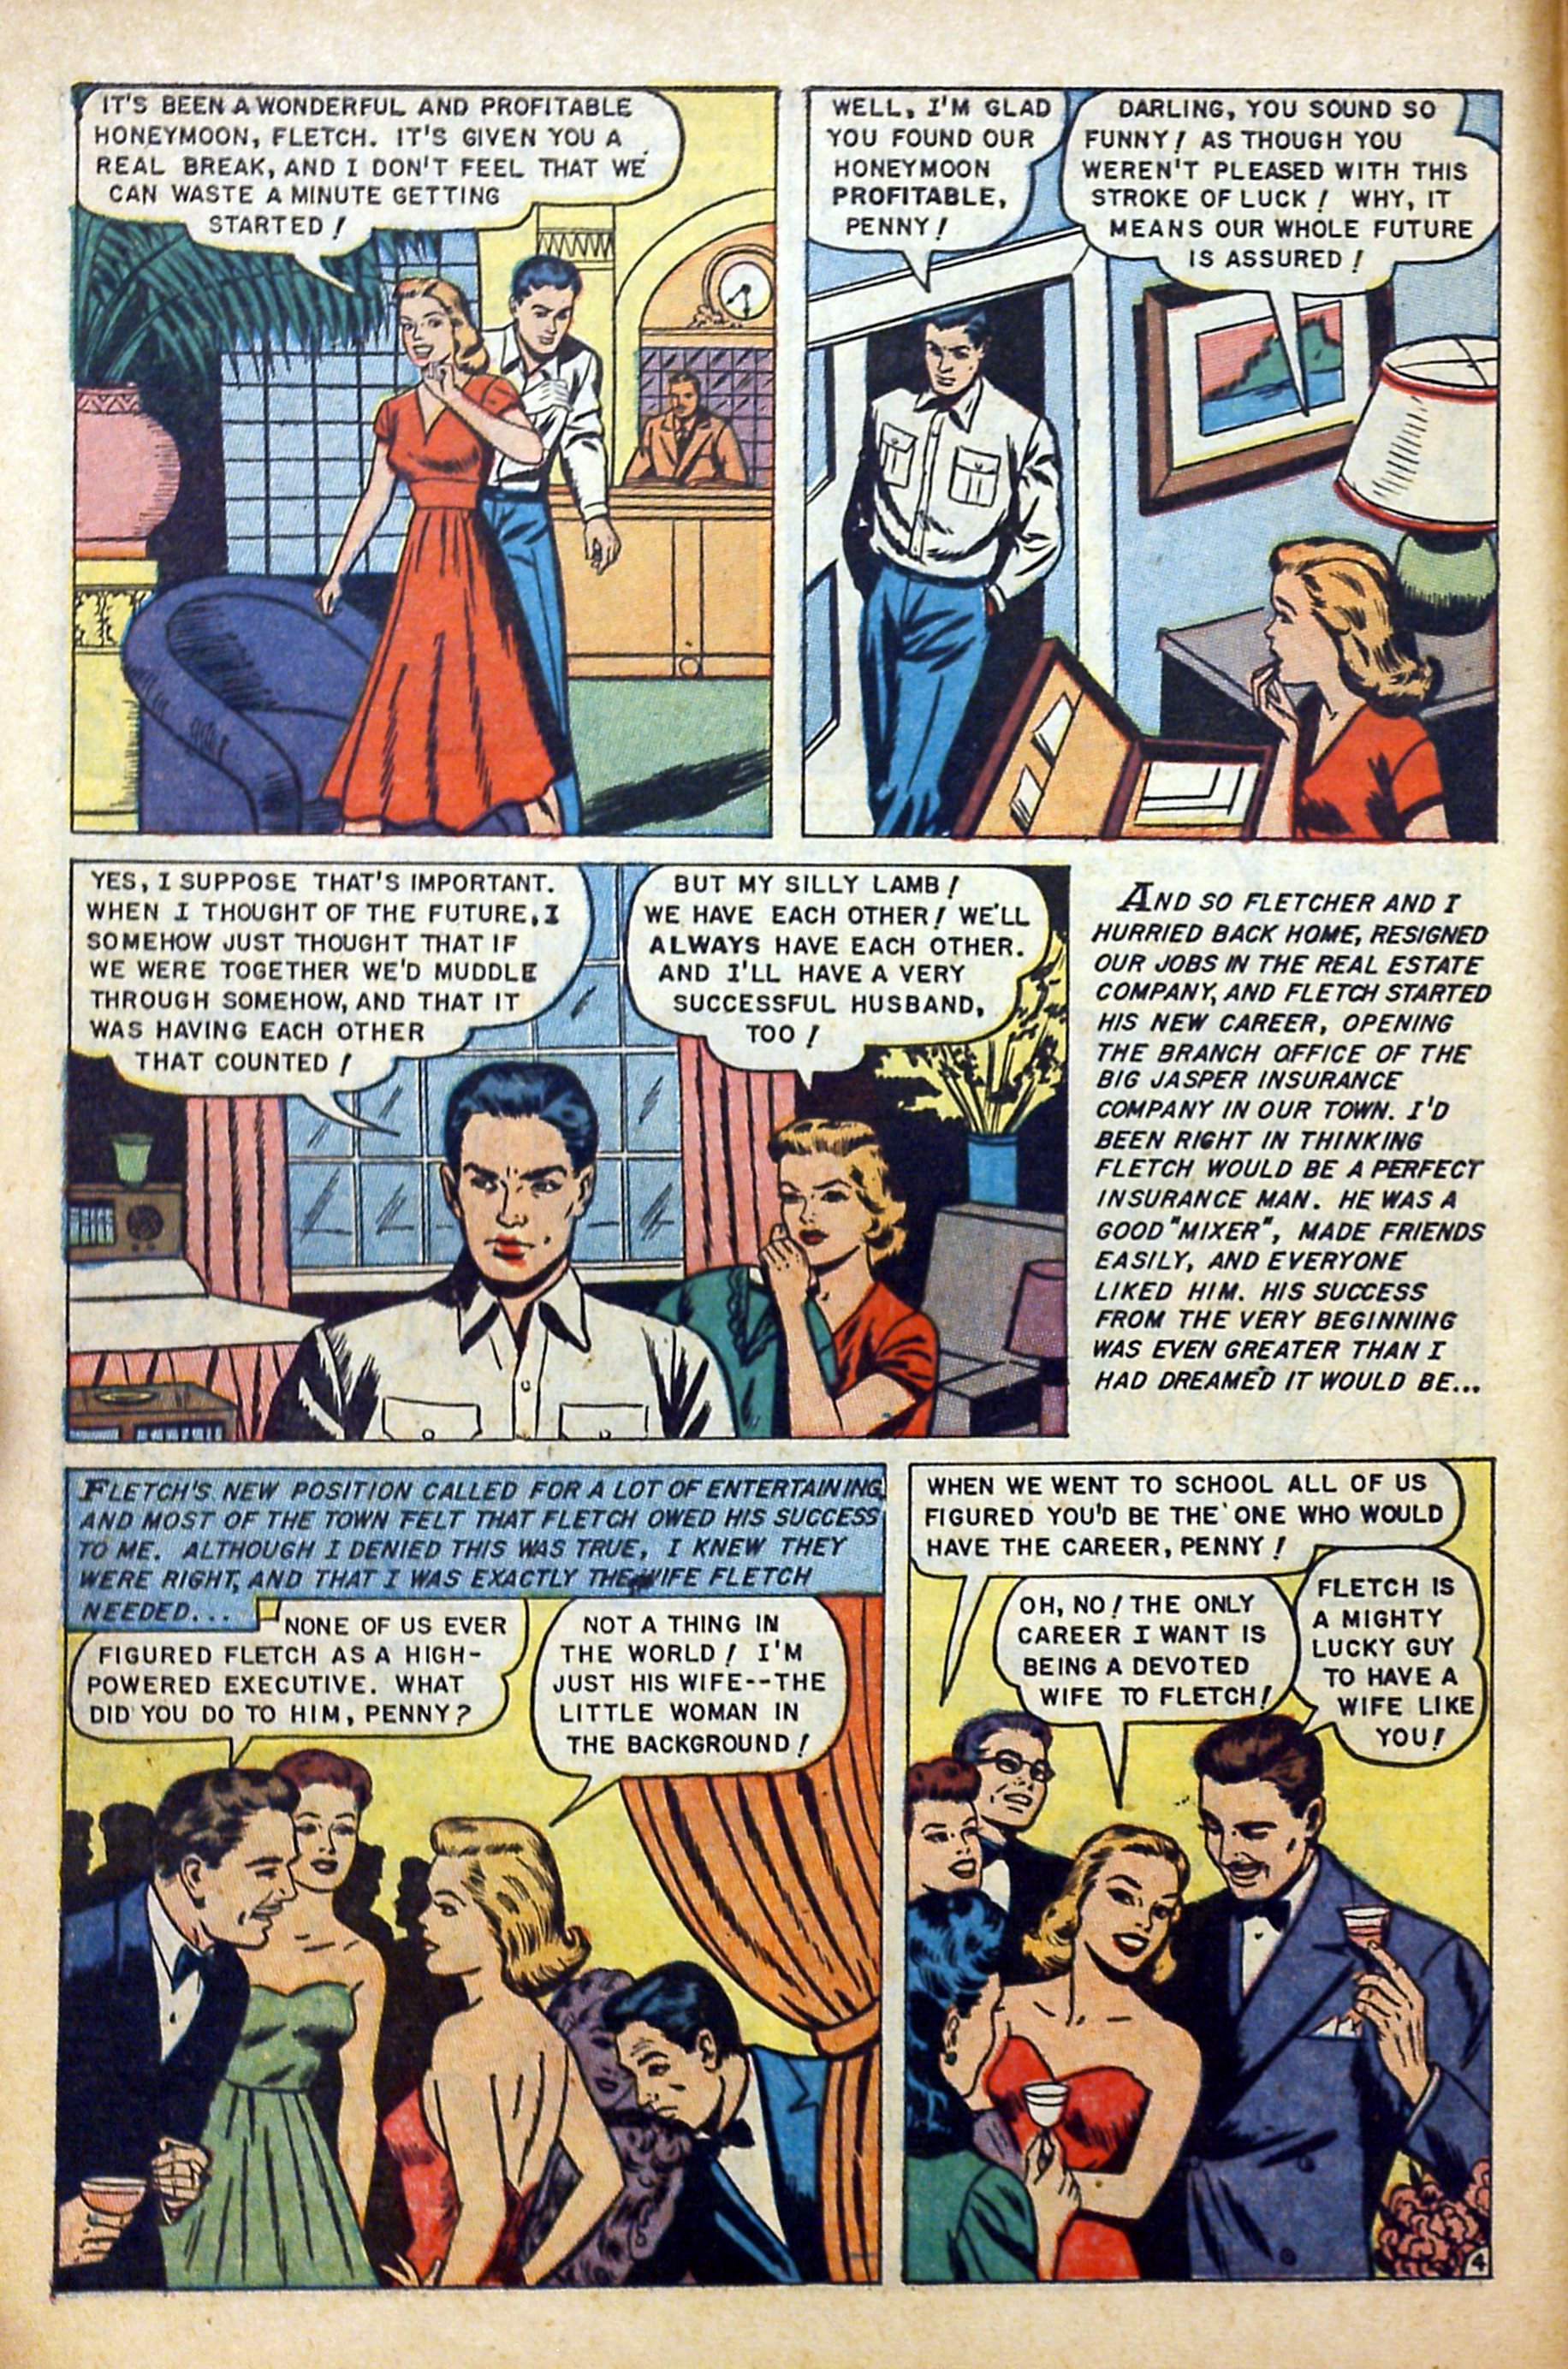 IT'S BEEN A WONDERFUL AND PROFITABLE
HONEYMOON, FLETCH. IT'S GIVEN YOU A
REAL BREAK, AND I DON'T FEEL THAT WE
CAN WASTE A MINUTE GETTING
STARTED!
WELL, I'M GLAD
YOU FOUND OUR
HONEYMOON
PROFITABLE,
PENNY!
DARLING, YOU SOUND SO
FUNNY! AS THOUGH YOU
WEREN'T PLEASED WITH THIS
STROKE OF LUCK! WHY, IT
MEANS OUR WHOLE FUTURE
IS ASSURED!
YES, I SUPPOSE THAT'S IMPORTANT.
WHEN I THOUGHT OF THE FUTURE, I
SOMEHOW JUST THOUGHT THAT IF
WE WERE TOGETHER WE'D MUDDLE
THROUGH SOMEHOW, AND THAT IT
WAS HAVING EACH OTHER
THAT COUNTED!
BUT MY SILLY LAMB!
WE HAVE EACH OTHER! WE'LL
ALWAYS HAVE EACH OTHER.
AND I'LL HAVE A VERY
SUCCESSFUL HUSBAND,
TOO!
AND SO FLETCHER AND I
HURRIED BACK HOME, RESIGNED
OUR JOBS IN THE REAL ESTATE
COMPANY, AND FLETCH STARTED
HIS NEW CAREER, OPENING
THE BRANCH OFFICE OF THE
BIG JASPER INSURANCE
COMPANY IN OUR TOWN. I'D
BEEN RIGHT IN THINKING
FLETCH WOULD BE A PERFECT
INSURANCE MAN. HE WAS A
GOOD "MIXER", MADE FRIENDS
EASILY, AND EVERYONE
LIKED HIM. HIS SUCCESS
FROM THE VERY BEGINNING
WAS EVEN GREATER THAN I
HAD DREAMED IT WOULD BE...
FLETCH'S NEW POSITION CALLED FOR A LOT OF ENTERTAINING,
AND MOST OF THE TOWN FELT THAT FLETCH OWED HIS SUCCESS
TO ME. ALTHOUGH I DENIED THIS WAS TRUE, I KNEW THEY
WERE RIGHT, AND THAT I WAS EXACTLY THE WIFE FLETCH
NEEDED...
NONE OF US EVER
FIGURED FLETCH AS A HIGH-
POWERED EXECUTIVE. WHAT
DID YOU DO TO HIM, PENNY?
NOT A THING IN
THE WORLD! I'M
JUST HIS WIFE--THE
LITTLE WOMAN IN
THE BACKGROUND!
WHEN WE WENT TO SCHOOL ALL OF US
FIGURED YOU'D BE THE ONE WHO WOULD
HAVE THE CAREER, PENNY!
OH, NO! THE ONLY
CAREER I WANT IS
BEING A DEVOTED
WIFE TO FLETCH!
FLETCH IS
A MIGHTY
LUCKY GUY
TO HAVE A
WIFE LIKE
YOU!
4